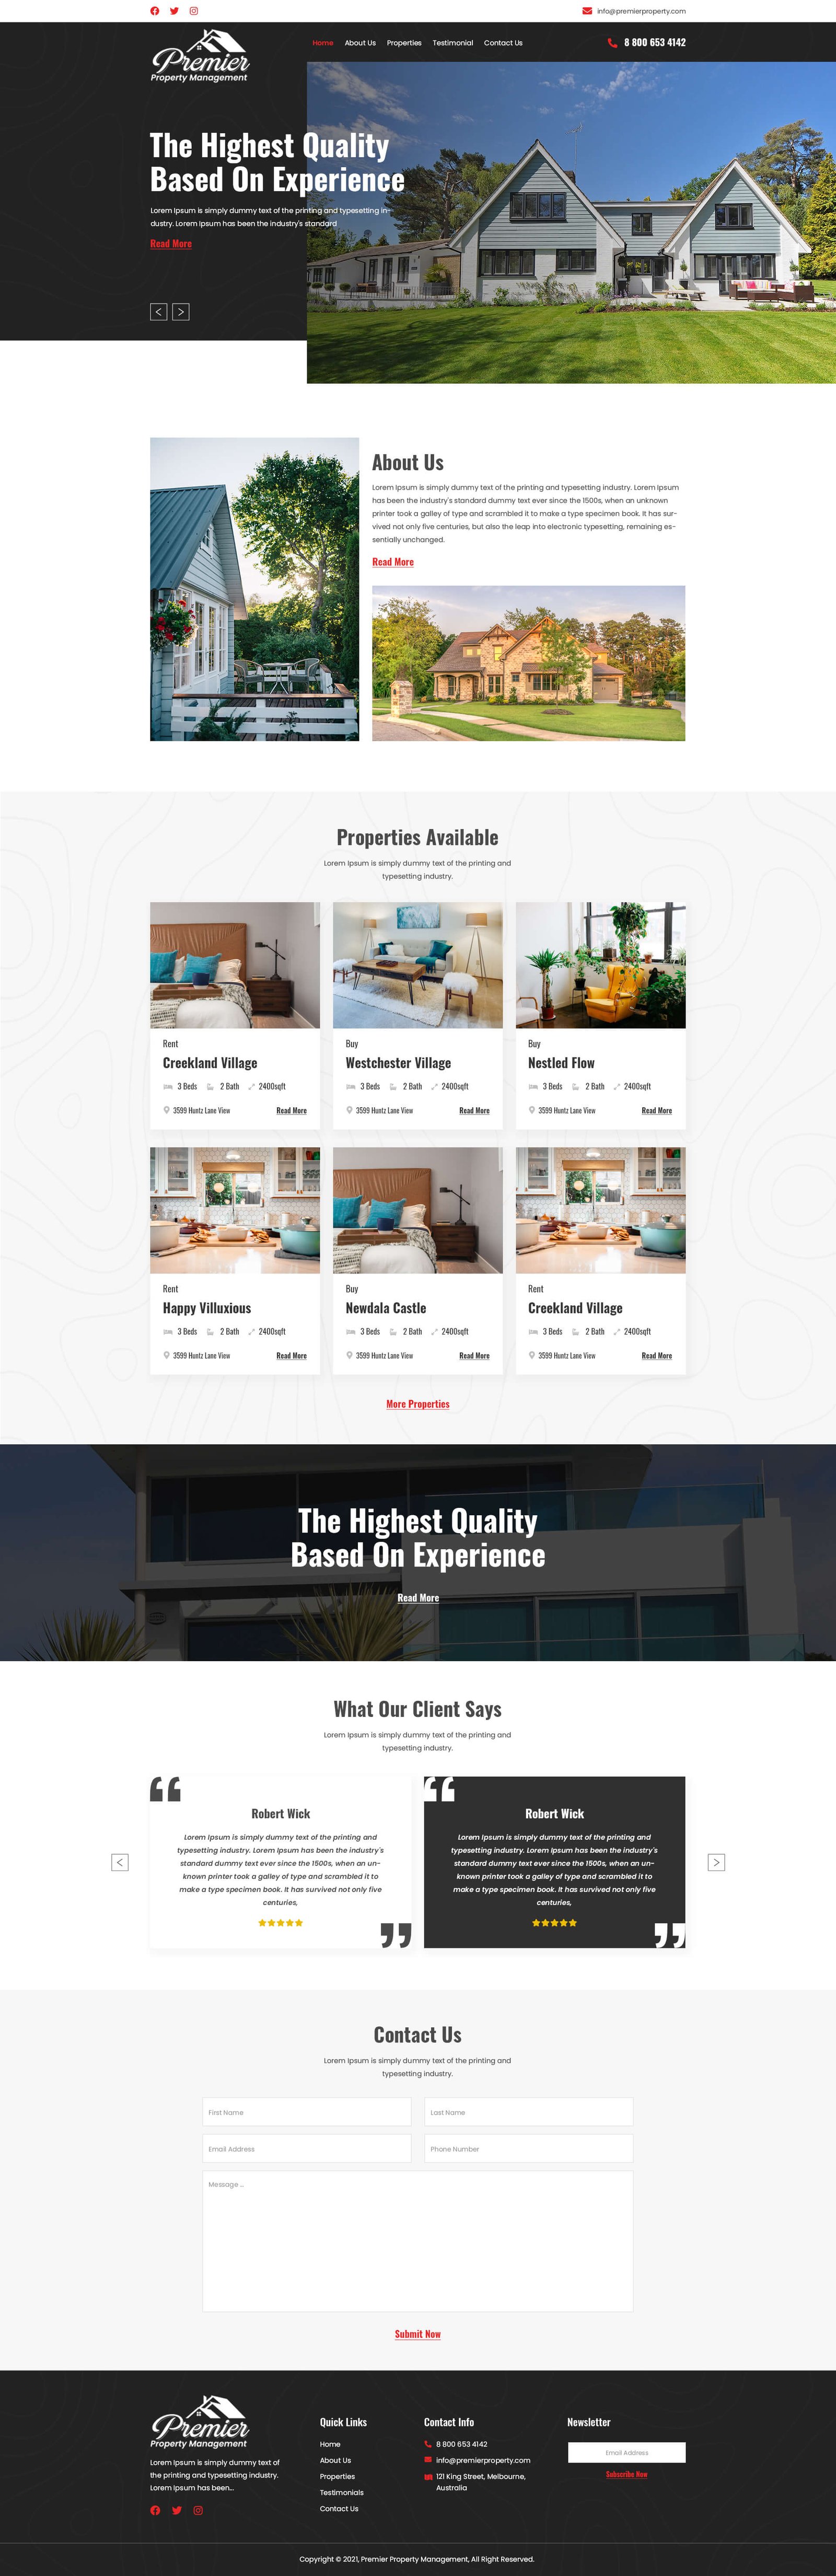 info@premierproperty.com
Premier
Property Management
Home About Us Properties Testimonial Contact Us
8 800 653 4142
The Highest Quality
Based On Experience
Lorem Ipsum is simply dummy text of the printing and typesetting in-
dustry. Lorem Ipsum has been the industry's standard
Read More
About Us
Lorem Ipsum is simply dummy text of the printing and typesetting industry. Lorem Ipsum
has been the industry's standard dummy text ever since the 1500s, when an unknown
printer took a galley of type and scrambled it to make a type specimen book. It has sur-
vived not only five centuries, but also the leap into electronic typesetting, remaining es-
sentially unchanged.
Read More
Properties Available
Lorem Ipsum is simply dummy text of the printing and
typesetting industry.
Rent
Creekland Village
3 Beds 2 Bath 2400sqft
3599 Huntz Lane View Read More
Buy
Westchester Village
3 Beds 2 Bath 2400sqft
3599 Huntz Lane View Read More
Buy
Nestled Flow
3 Beds 2 Bath 2400sqft
3599 Huntz Lane View Read More
Rent
Happy Villuxious
3 Beds 2 Bath 2400sqft
3599 Huntz Lane View Read More
Buy
Newdala Castle
3 Beds 2 Bath 2400sqft
3599 Huntz Lane View Read More
Rent
Creekland Village
3 Beds 2 Bath 2400sqft
3599 Huntz Lane View Read More
More Properties
The Highest Quality
Based On Experience
Read More
What Our Client Says
Lorem Ipsum is simply dummy text of the printing and
typesetting industry.
Robert Wick
Lorem Ipsum is simply dummy text of the printing and
typesetting industry. Lorem Ipsum has been the industry's
standard dummy text ever since the 1500s, when an un-
known printer took a galley of type and scrambled it to
make a type specimen book. It has survived not only five
centuries,
Robert Wick
Lorem Ipsum is simply dummy text of the printing and
typesetting industry. Lorem Ipsum has been the industry's
standard dummy text ever since the 1500s, when an un-
known printer took a galley of type and scrambled it to
make a type specimen book. It has survived not only five
centuries,
Contact Us
Lorem Ipsum is simply dummy text of the printing and
typesetting industry.
First Name Last Name
Email Address Phone Number
Message ...
Submit Now
Premier
Property Management
Lorem Ipsum is simply dummy text of
the printing and typesetting industry.
Lorem Ipsum has been...
Quick Links
Home
About Us
Properties
Testimonials
Contact Us
Contact Info
8 800 653 4142
info@premierproperty.com
121 King Street, Melbourne,
Australia
Newsletter
Email Address
Subscribe Now
Copyright © 2021, Premier Property Management, All Right Reserved.